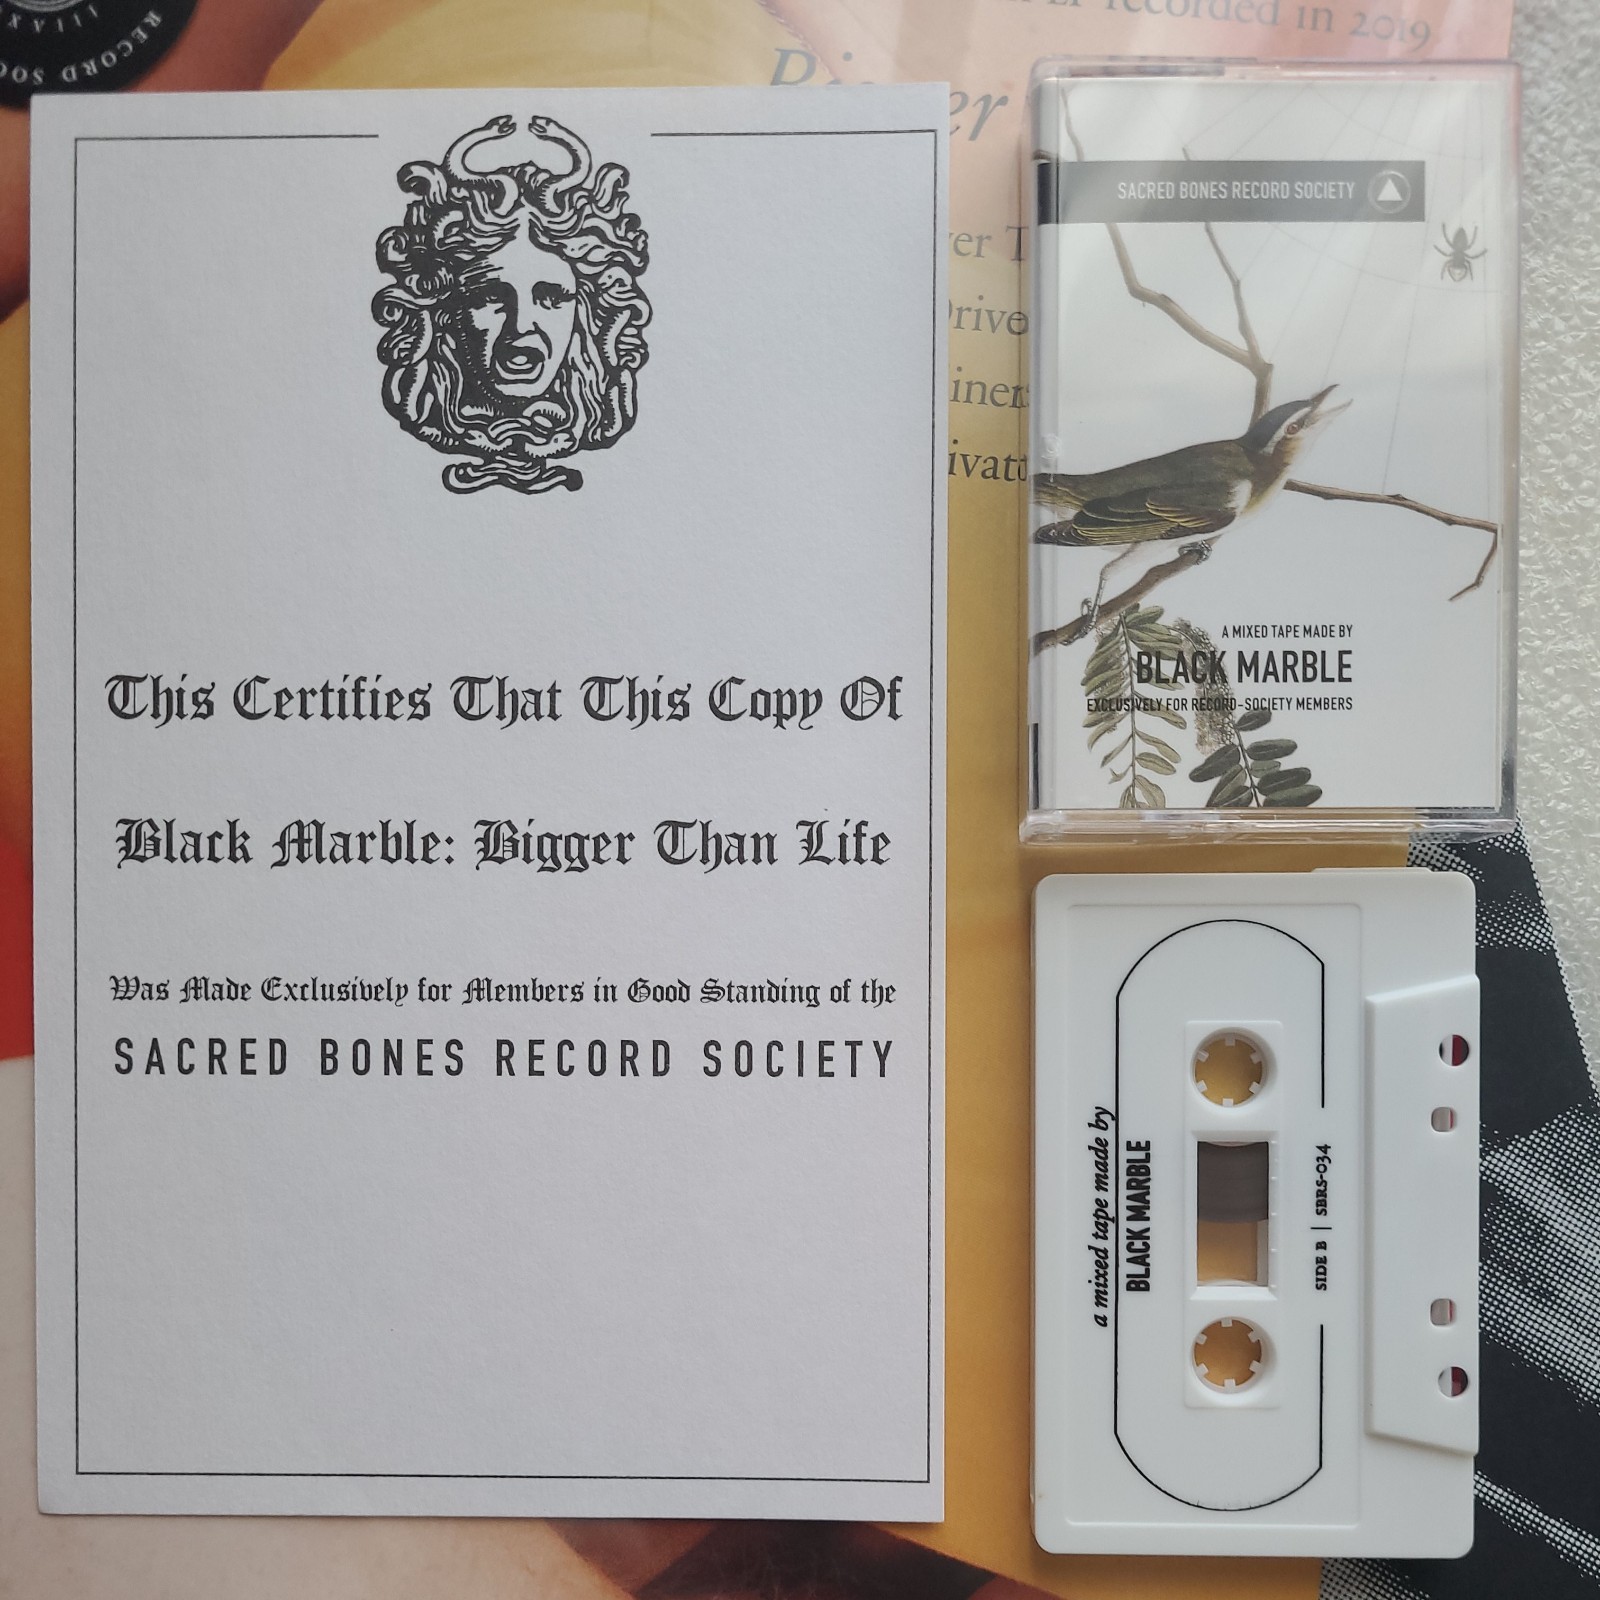 RECORD SO
recorded in 2019
This Certifies That This Copy Of
Black Marble: Bigger Than Life
Was Made Exclusively for Members in Good Standing of the
SACRED BONES RECORD SOCIETY
SACRED BONES RECORD SOCIETY
A MIXED TAPE MADE BY
BLACK MARBLE
EXCLUSIVELY FOR RECORD-SOCIETY MEMBERS
a mixed tape made by
BLACK MARBLE
SIDE B | SBRS-034